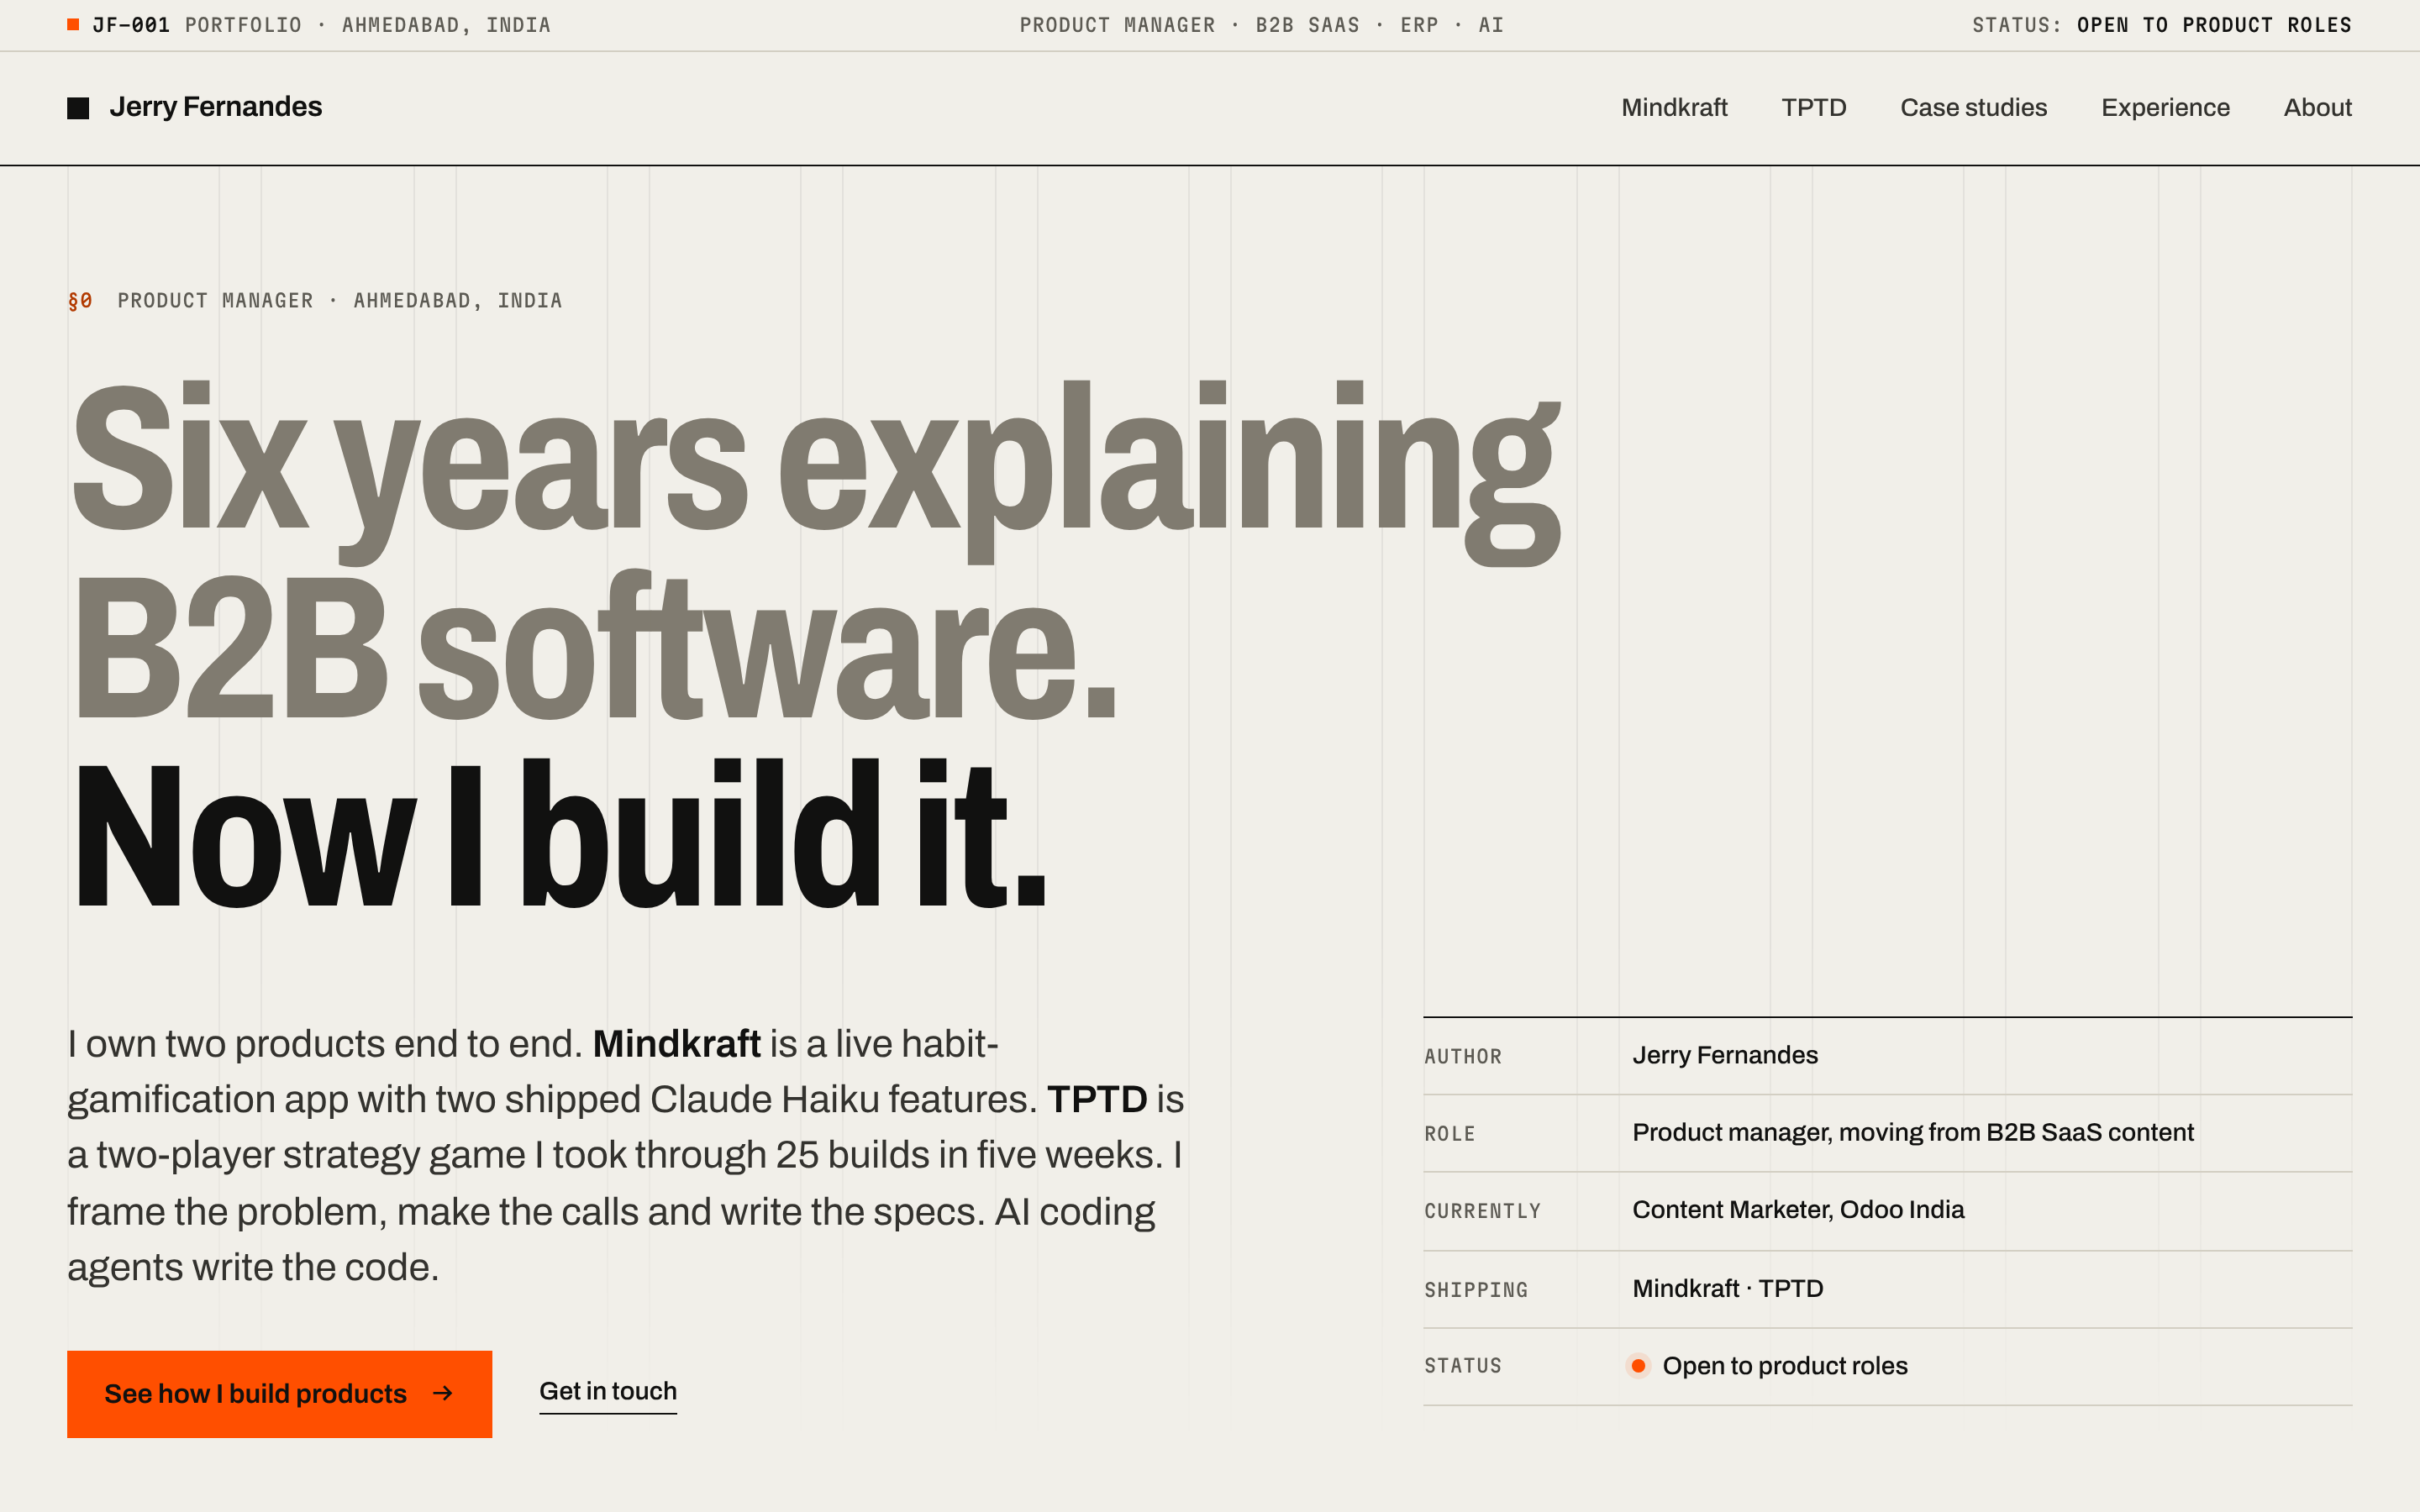 JF—001 PORTFOLIO · AHMEDABAD, INDIA
PRODUCT MANAGER · B2B SAAS · ERP · AI
STATUS: OPEN TO PRODUCT ROLES
Jerry Fernandes
Mindkraft TPTD Case studies Experience About
§0 PRODUCT MANAGER · AHMEDABAD, INDIA
Six years explaining
B2B software.
Now I build it.
I own two products end to end. Mindkraft is a live habit-
gamification app with two shipped Claude Haiku features. TPTD is
a two-player strategy game I took through 25 builds in five weeks. I
frame the problem, make the calls and write the specs. AI coding
agents write the code.
See how I build products →
Get in touch
AUTHOR Jerry Fernandes
ROLE Product manager, moving from B2B SaaS content
CURRENTLY Content Marketer, Odoo India
SHIPPING Mindkraft · TPTD
STATUS Open to product roles